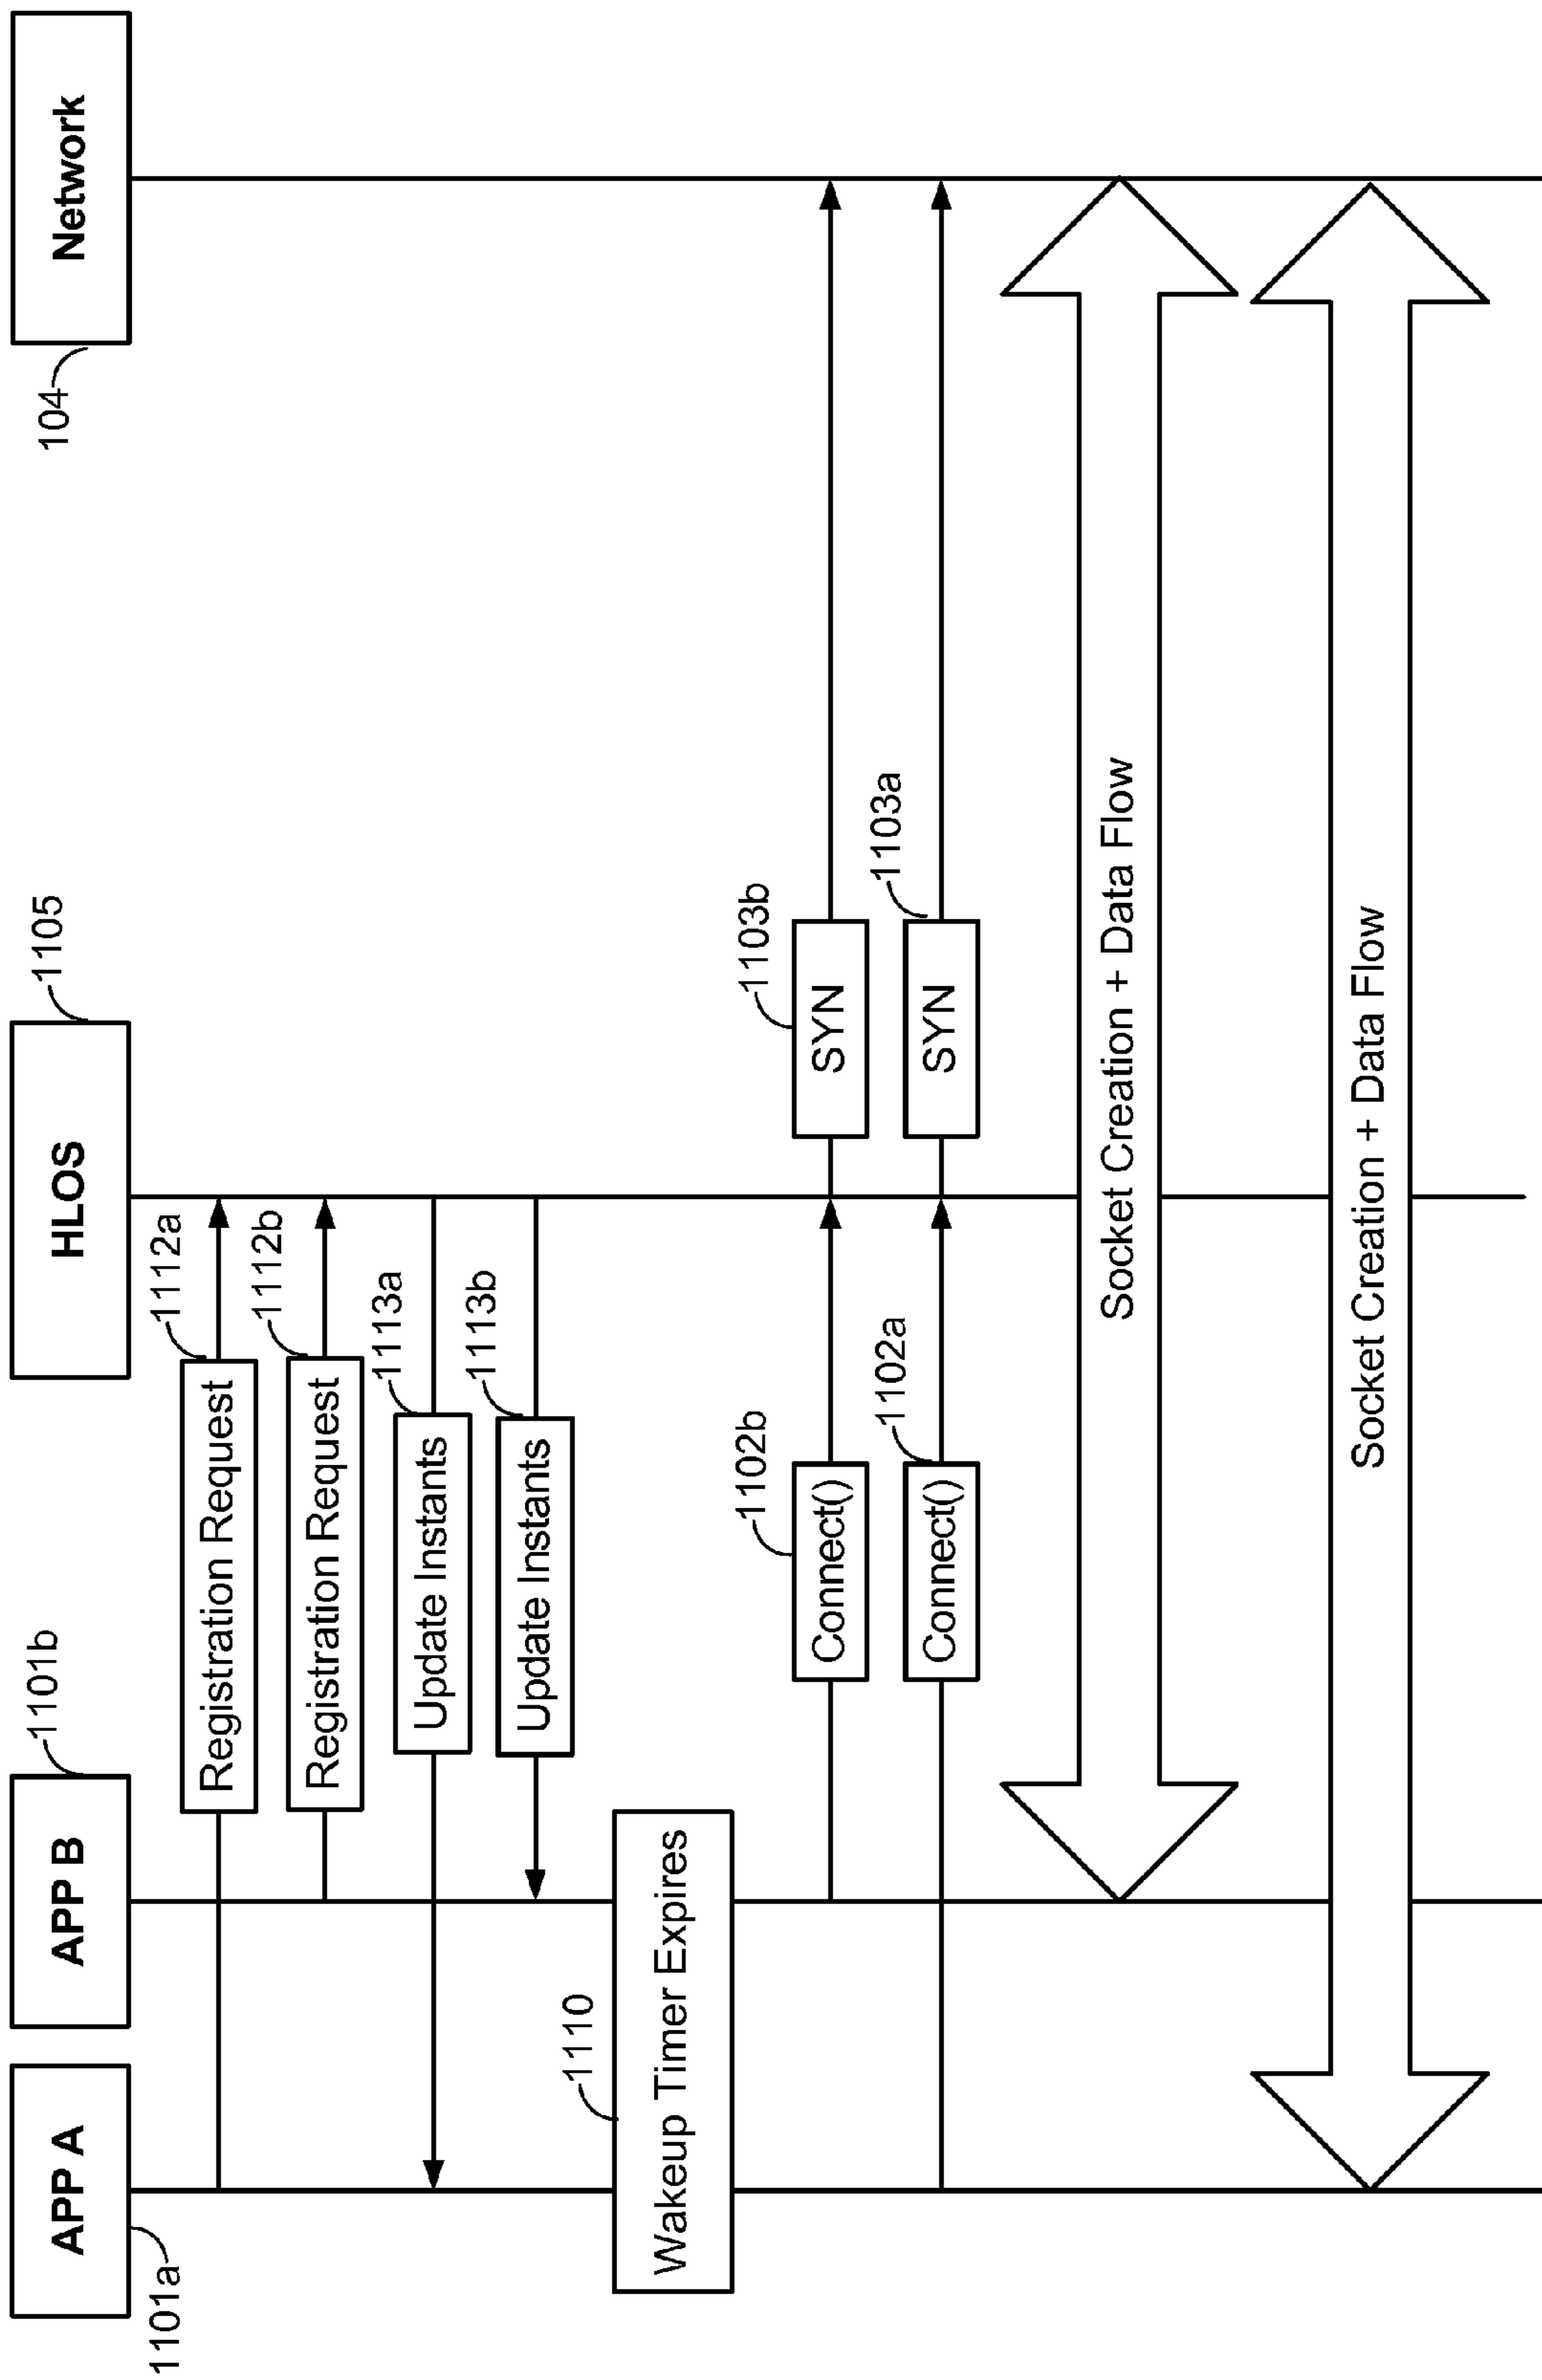 APP A
1101a
APP B
1101b
HLOS
1105
Network
104
Registration Request
1112a
Registration Request
1112b
Update Instants
1113a
Update Instants
1113b
1110
Wakeup Timer Expires
Connect()
1102b
SYN
1103b
Connect()
1102a
SYN
1103a
Socket Creation + Data Flow
Socket Creation + Data Flow